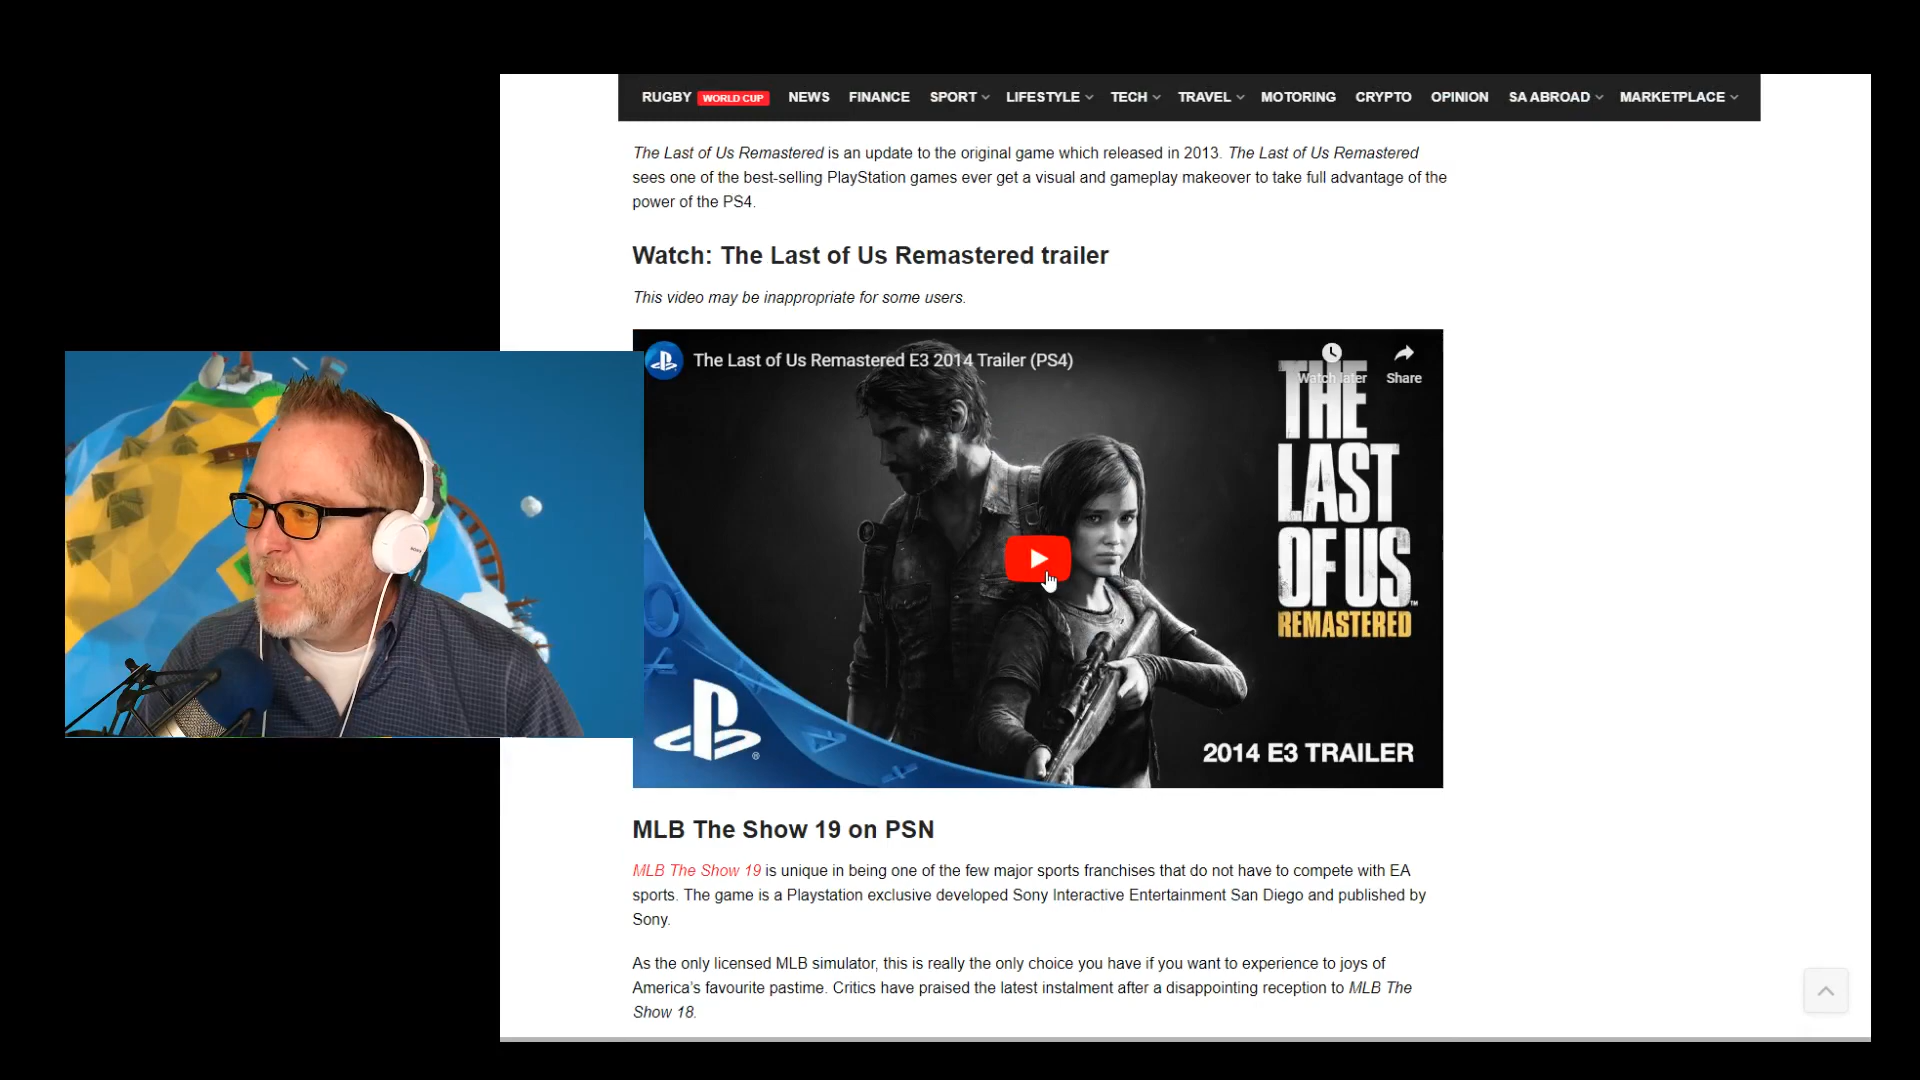 RUGBY WORLD CUP NEWS FINANCE SPORT LIFESTYLE TECH TRAVEL MOTORING CRYPTO OPINION SA ABROAD MARKETPLACE
The Last of Us Remastered is an update to the original game which released in 2013. The Last of Us Remastered
sees one of the best-selling PlayStation games ever get a visual and gameplay makeover to take full advantage of the
power of the PS4.
Watch: The Last of Us Remastered trailer
This video may be inappropriate for some users.
The Last of Us Remastered E3 2014 Trailer (PS4)
Watch later
Share
THE
LAST
OF US
REMASTERED
2014 E3 TRAILER
MLB The Show 19 on PSN
MLB The Show 19 is unique in being one of the few major sports franchises that do not have to compete with EA
sports. The game is a Playstation exclusive developed Sony Interactive Entertainment San Diego and published by
Sony.
As the only licensed MLB simulator, this is really the only choice you have if you want to experience to joys of
America's favourite pastime. Critics have praised the latest instalment after a disappointing reception to MLB The
Show 18.